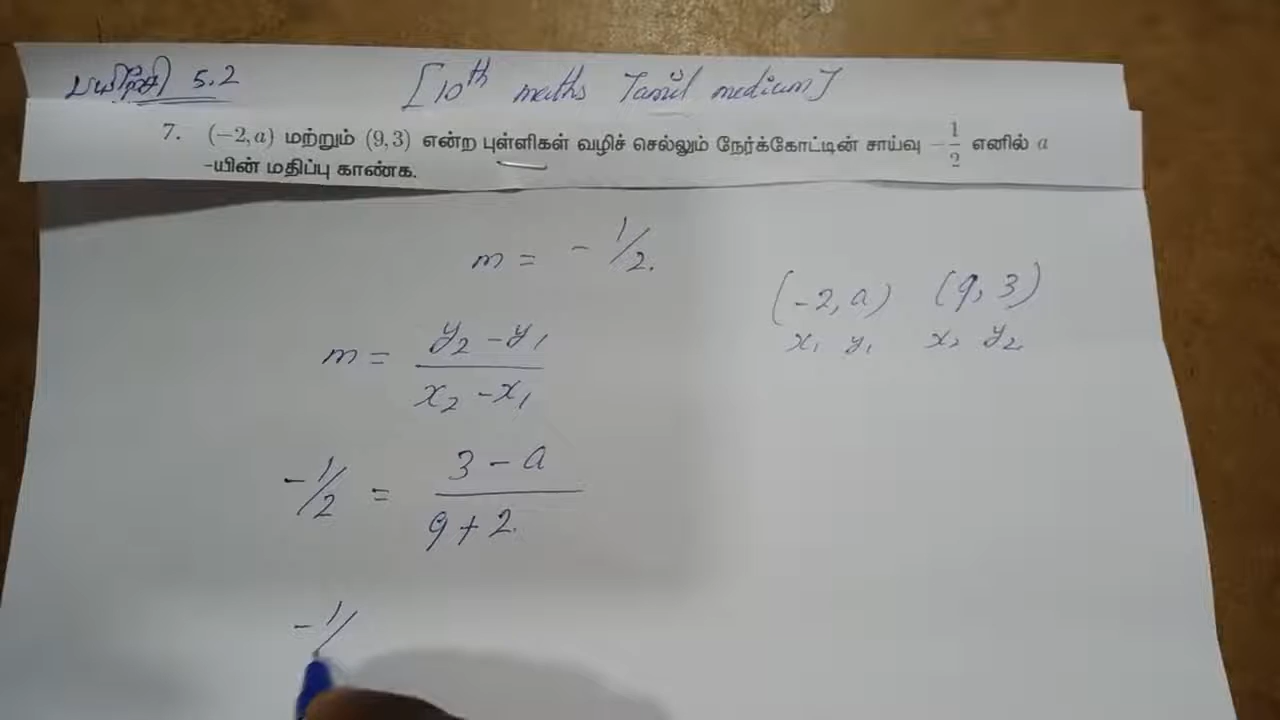 பயிற்சி 5.2 [10th maths Tamil medium]
7. (-2, a) மற்றும் (9, 3) என்ற புள்ளிகள் வழிச் செல்லும் நேர்க்கோட்டின் சாய்வு -1/2 எனில் a
-யின் மதிப்பு காண்க.
m = -1/2.
(-2, a) (9, 3)
x₁ y₁ x₂ y₂
m = (y₂ - y₁)/(x₂ - x₁)
-1/2 = (3 - a)/(9 + 2)
-1/